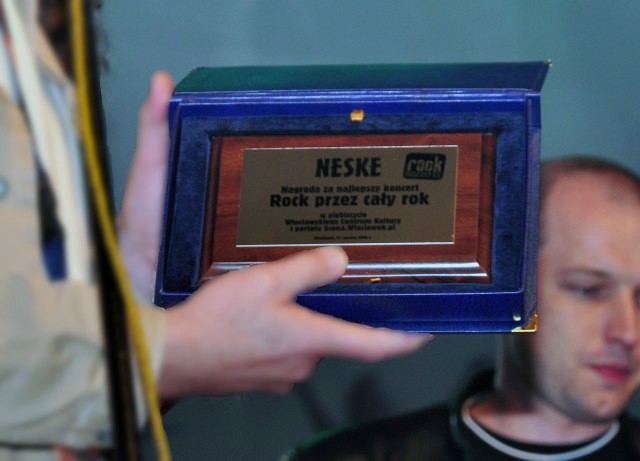 NESKE
rock
Nagroda za najlepszy koncert
Rock przez cały rok
w plebiscycie
Włocławskiego Centrum Kultury
i portalu Scena.Wloclawek.pl